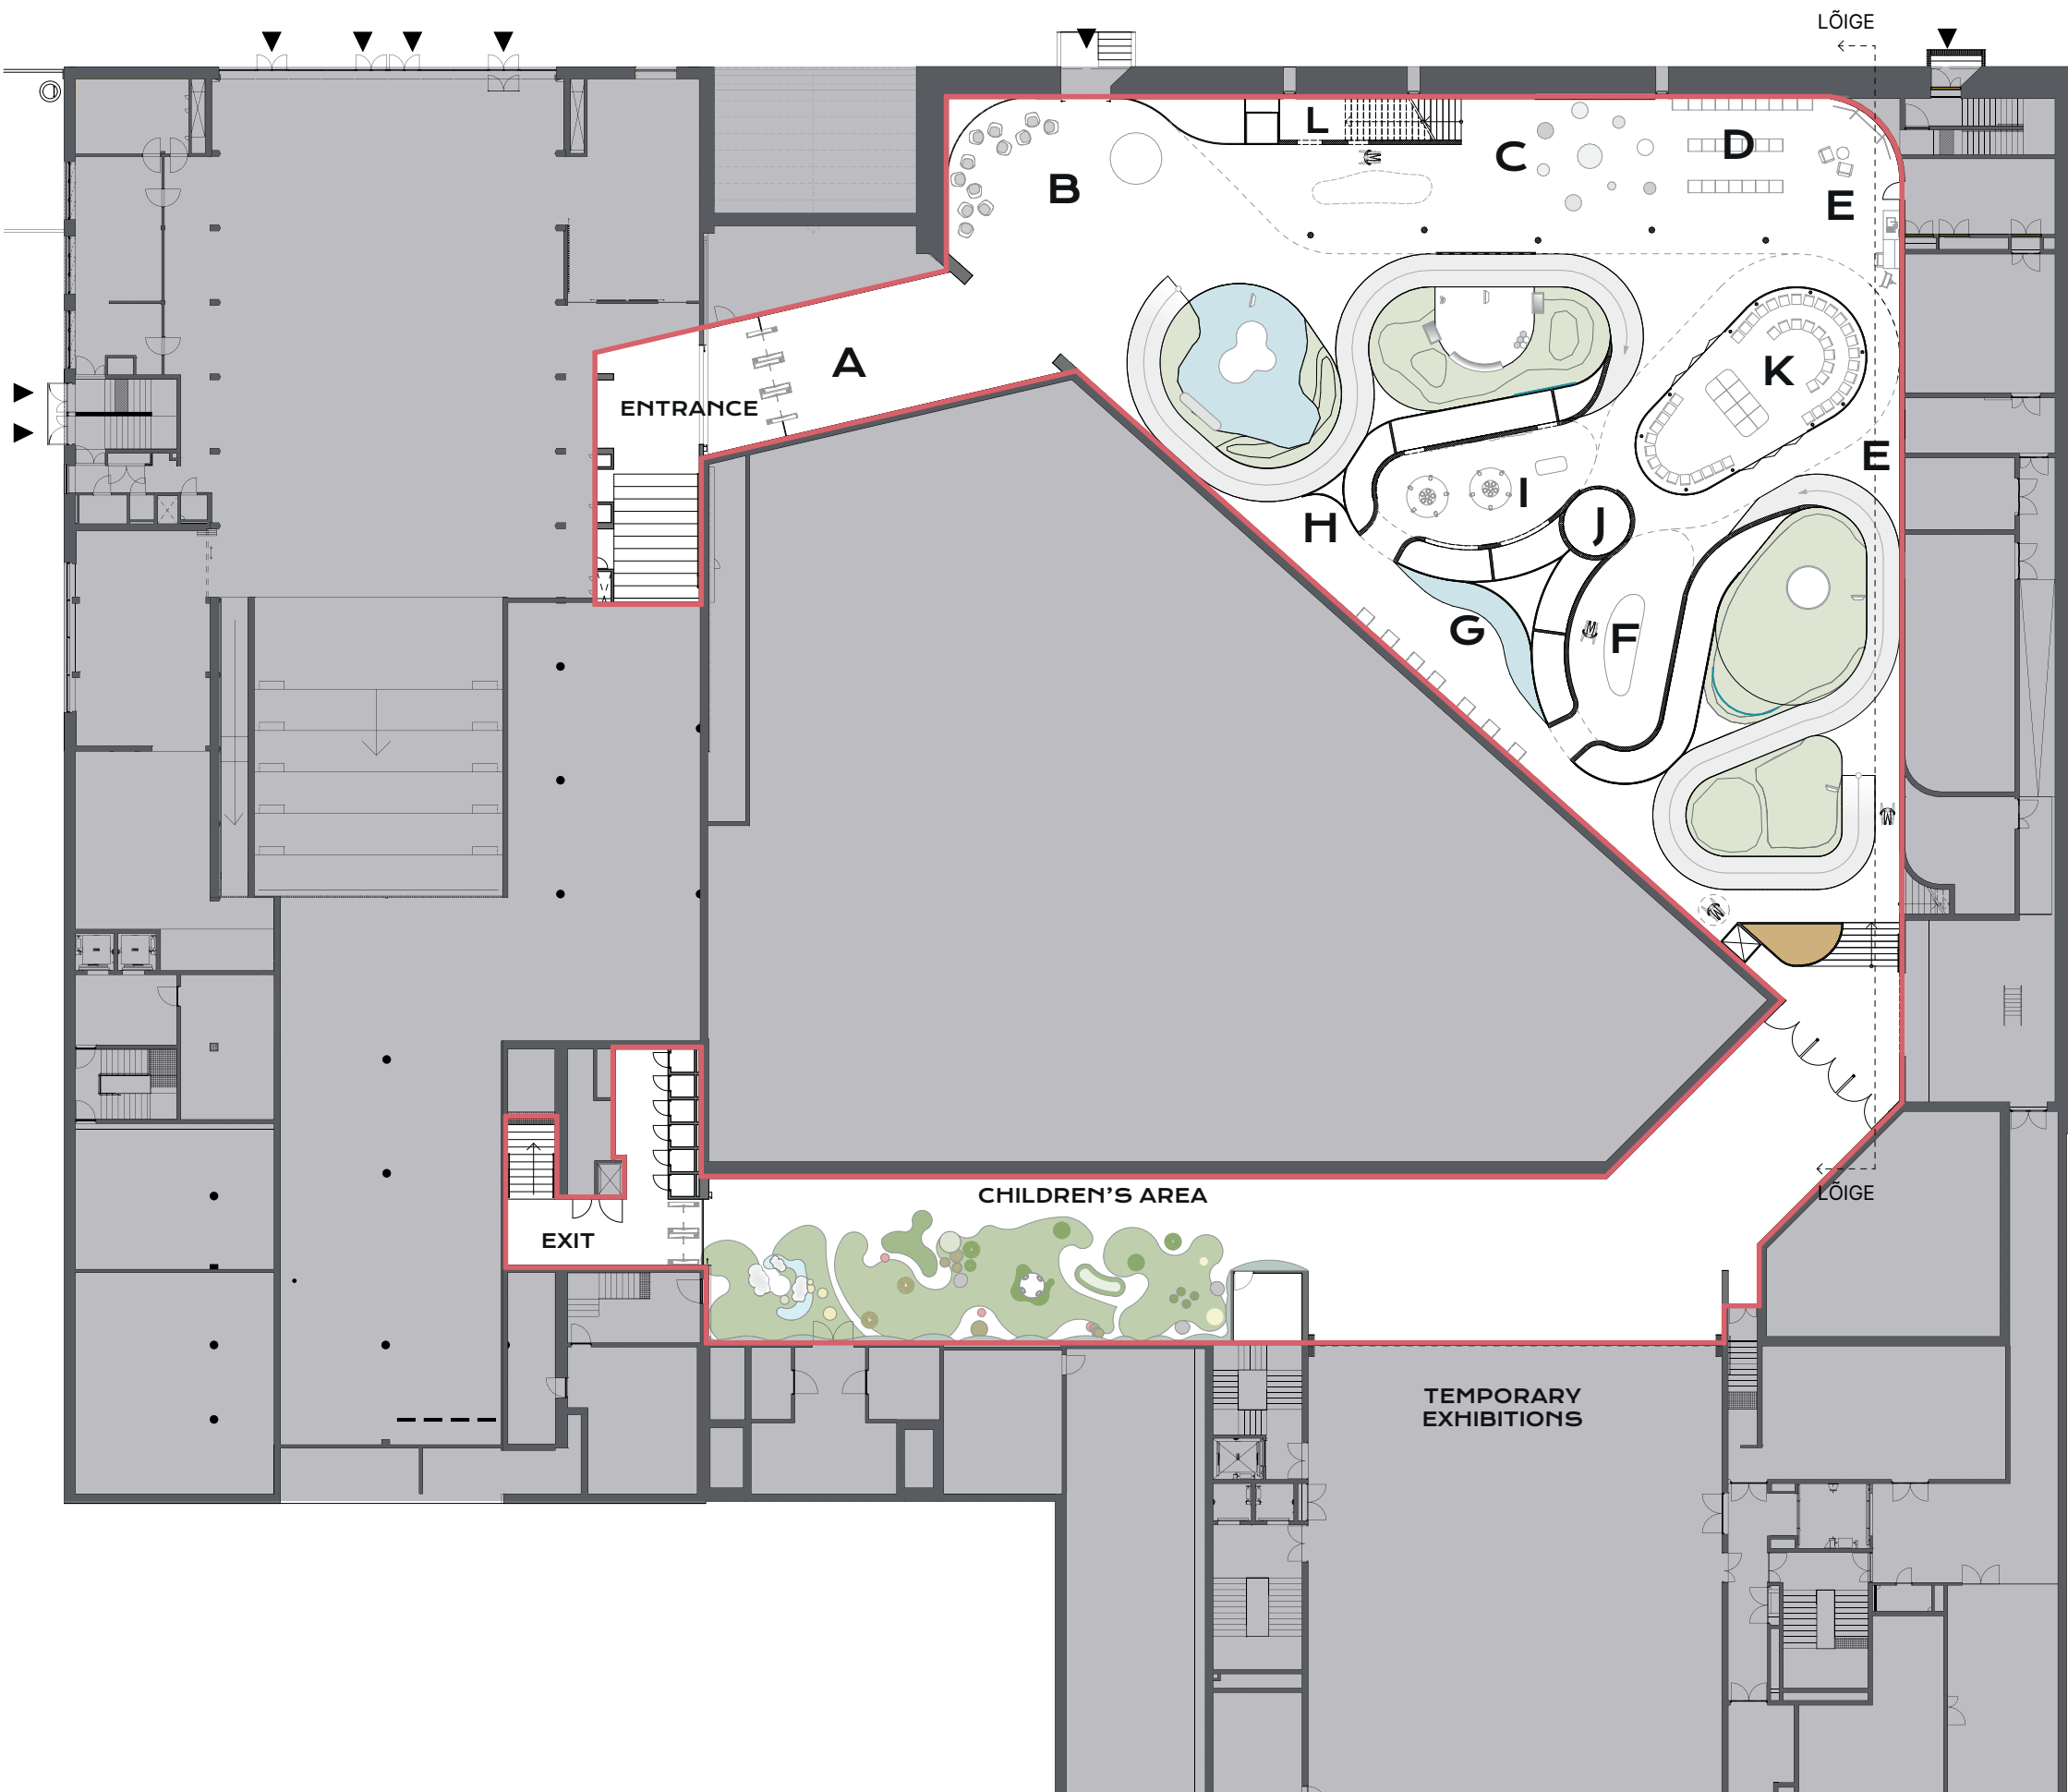 LÕIGE
L
C
D
B
E
A
K
ENTRANCE
E
I
H
J
G
F
CHILDREN’S AREA
LÕIGE
EXIT
TEMPORARY
EXHIBITIONS